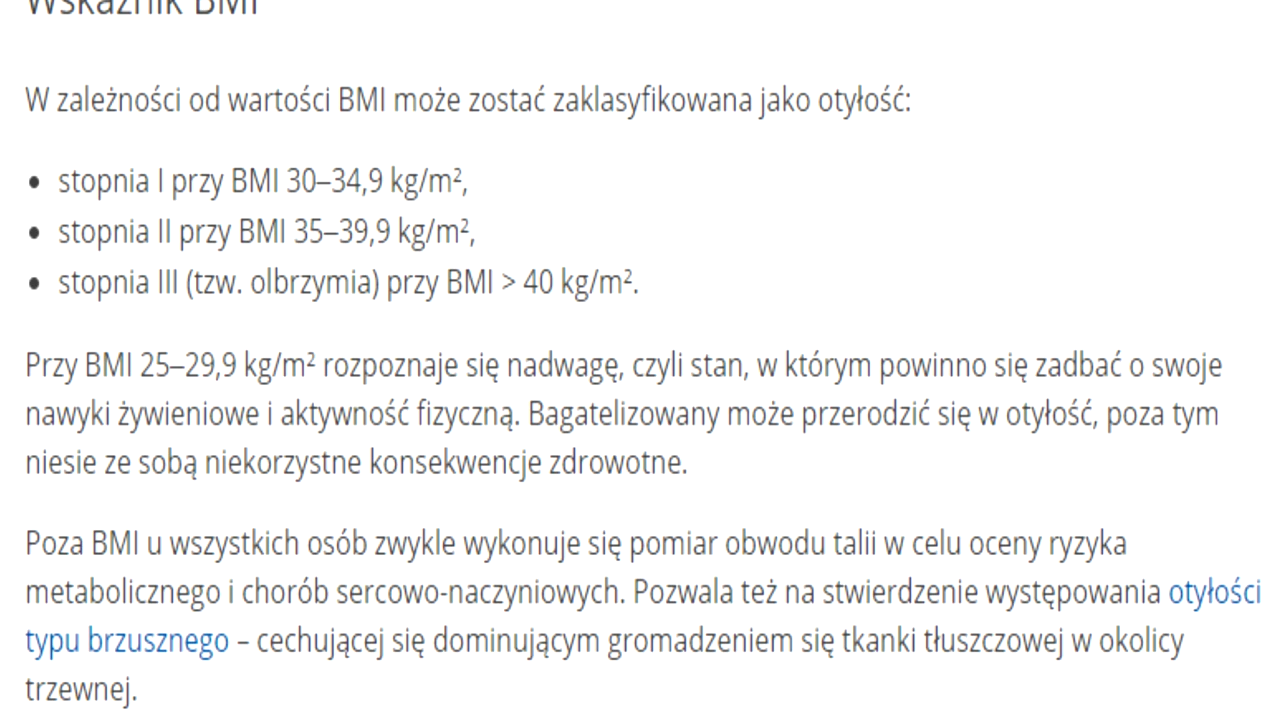 Wskaźnik BMI
W zależności od wartości BMI może zostać zaklasyfikowana jako otyłość:
• stopnia I przy BMI 30–34,9 kg/m²,
• stopnia II przy BMI 35–39,9 kg/m²,
• stopnia III (tzw. olbrzymia) przy BMI > 40 kg/m².
Przy BMI 25–29,9 kg/m² rozpoznaje się nadwagę, czyli stan, w którym powinno się zadbać o swoje
nawyki żywieniowe i aktywność fizyczną. Bagatelizowany może przerodzić się w otyłość, poza tym
niesie ze sobą niekorzystne konsekwencje zdrowotne.
Poza BMI u wszystkich osób zwykle wykonuje się pomiar obwodu talii w celu oceny ryzyka
metabolicznego i chorób sercowo-naczyniowych. Pozwala też na stwierdzenie występowania otyłości
typu brzusznego – cechującej się dominującym gromadzeniem się tkanki tłuszczowej w okolicy
trzewnej.